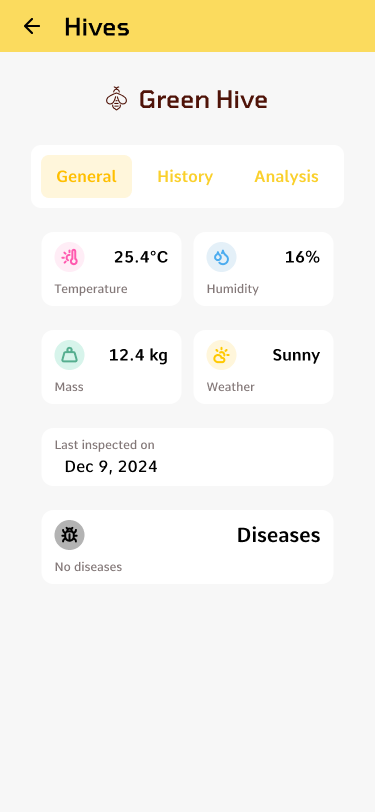 Hives
Green Hive
General History Analysis
25.4°C
Temperature
16%
Humidity
12.4 kg
Mass
Sunny
Weather
Last inspected on
Dec 9, 2024
Diseases
No diseases